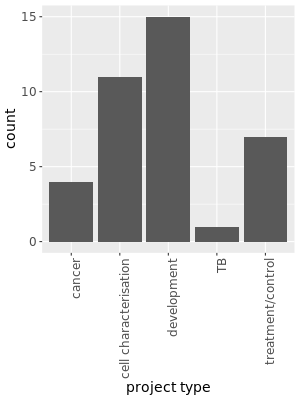 15
10
5
0
count
cancer
cell characterisation
development
TB
treatment/control
project type